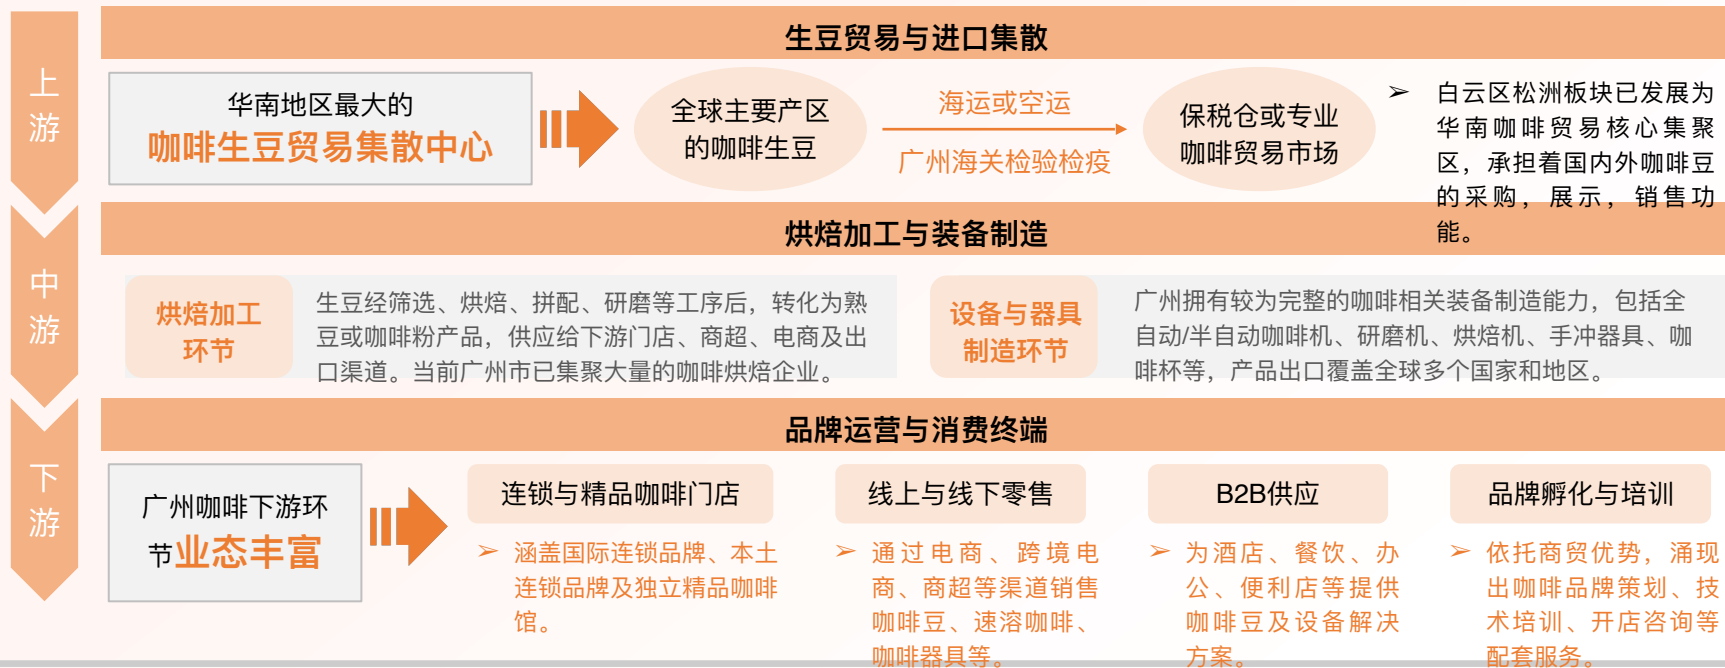 上
游
生豆贸易与进口集散
华南地区最大的
咖啡生豆贸易集散中心
全球主要产区
的咖啡生豆
海运或空运
广州海关检验检疫
保税仓或专业
咖啡贸易市场
➢ 白云区松洲板块已发展为
华南咖啡贸易核心集聚
区，承担着国内外咖啡豆
的采购，展示，销售功
能。
中
游
烘焙加工与装备制造
烘焙加工
环节
生豆经筛选、烘焙、拼配、研磨等工序后，转化为熟
豆或咖啡粉产品，供应给下游门店、商超、电商及出
口渠道。当前广州市已集聚大量的咖啡烘焙企业。
设备与器具
制造环节
广州拥有较为完整的咖啡相关装备制造能力，包括全
自动/半自动咖啡机、研磨机、烘焙机、手冲器具、咖
啡杯等，产品出口覆盖全球多个国家和地区。
下
游
品牌运营与消费终端
广州咖啡下游环
节业态丰富
连锁与精品咖啡门店
➢ 涵盖国际连锁品牌、本土
连锁品牌及独立精品咖啡
馆。
线上与线下零售
➢ 通过电商、跨境电
商、商超等渠道销售
咖啡豆、速溶咖啡、
咖啡器具等。
B2B供应
➢ 为酒店、餐饮、办
公、便利店等提供
咖啡豆及设备解决
方案。
品牌孵化与培训
➢ 依托商贸优势，涌现
出咖啡品牌策划、技
术培训、开店咨询等
配套服务。